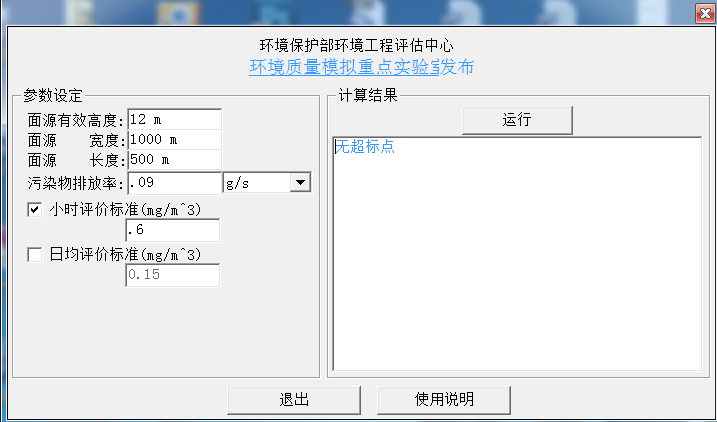 环境保护部环境工程评估中心
环境质量模拟重点实验室发布
参数设定
面源有效高度: 12 m
面源 宽度: 1000 m
面源 长度: 500 m
污染物排放率: .09 g/s
小时评价标准(mg/m^3)
.6
日均评价标准(mg/m^3)
0.15
计算结果
运行
无超标点
退出
使用说明